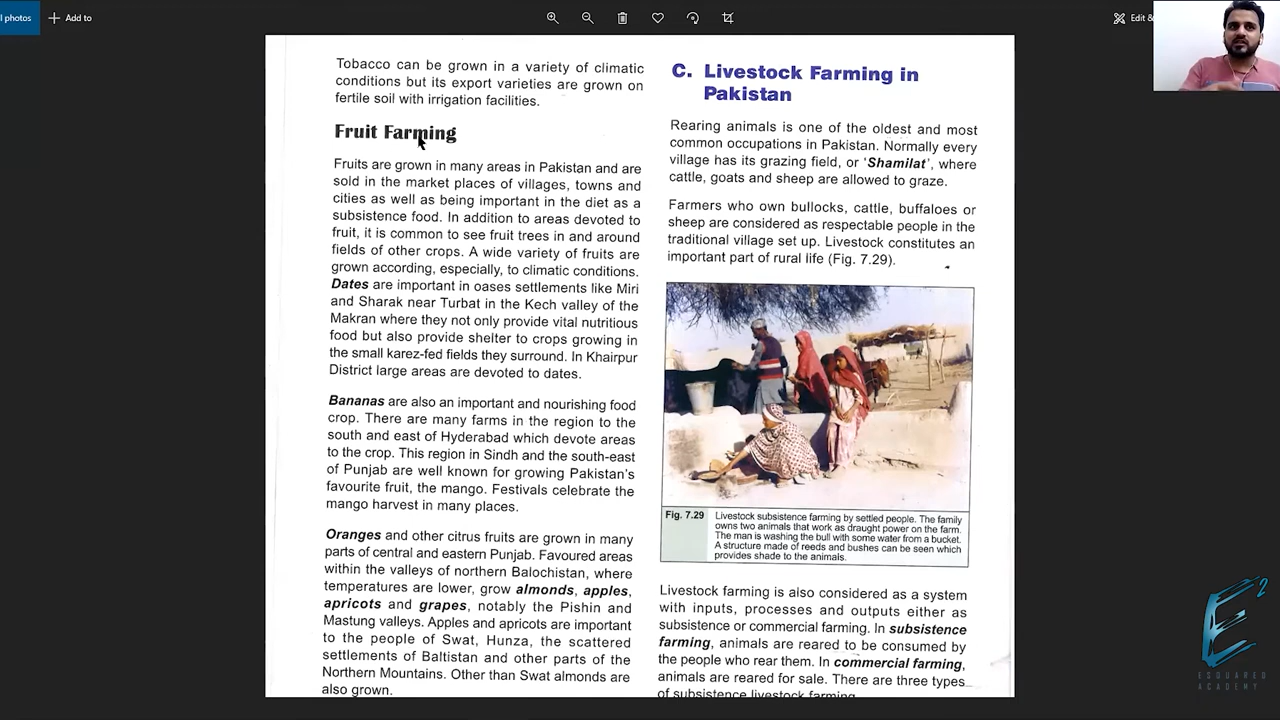 l photos
Add to
Edit &
Tobacco can be grown in a variety of climatic
conditions but its export varieties are grown on
fertile soil with irrigation facilities.
Fruit Farming
Fruits are grown in many areas in Pakistan and are
sold in the market places of villages, towns and
cities as well as being important in the diet as a
subsistence food. In addition to areas devoted to
fruit, it is common to see fruit trees in and around
fields of other crops. A wide variety of fruits are
grown according, especially, to climatic conditions.
Dates are important in oases settlements like Miri
and Sharak near Turbat in the Kech valley of the
Makran where they not only provide vital nutritious
food but also provide shelter to crops growing in
the small karez-fed fields they surround. In Khairpur
District large areas are devoted to dates.
Bananas are also an important and nourishing food
crop. There are many farms in the region to the
south and east of Hyderabad which devote areas
to the crop. This region in Sindh and the south-east
of Punjab are well known for growing Pakistan's
favourite fruit, the mango. Festivals celebrate the
mango harvest in many places.
Oranges and other citrus fruits are grown in many
parts of central and eastern Punjab. Favoured areas
within the valleys of northern Balochistan, where
temperatures are lower, grow almonds, apples,
apricots and grapes, notably the Pishin and
Mastung valleys. Apples and apricots are important
to the people of Swat, Hunza, the scattered
settlements of Baltistan and other parts of the
Northern Mountains. Other than Swat almonds are
also grown.
C. Livestock Farming in
Pakistan
Rearing animals is one of the oldest and most
common occupations in Pakistan. Normally every
village has its grazing field, or 'Shamilat', where
cattle, goats and sheep are allowed to graze.
Farmers who own bullocks, cattle, buffaloes or
sheep are considered as respectable people in the
traditional village set up. Livestock constitutes an
important part of rural life (Fig. 7.29).
Fig. 7.29 Livestock subsistence farming by settled people. The family
owns two animals that work as draught power on the farm.
The man is washing the bull with some water from a bucket.
A structure made of reeds and bushes can be seen which
provides shade to the animals.
Livestock farming is also considered as a system
with inputs, processes and outputs either as
subsistence or commercial farming. In subsistence
farming, animals are reared to be consumed by
the people who rear them. In commercial farming,
animals are reared for sale. There are three types
of subsistence livestock farming
E2
ESQUARED
ACADEMY